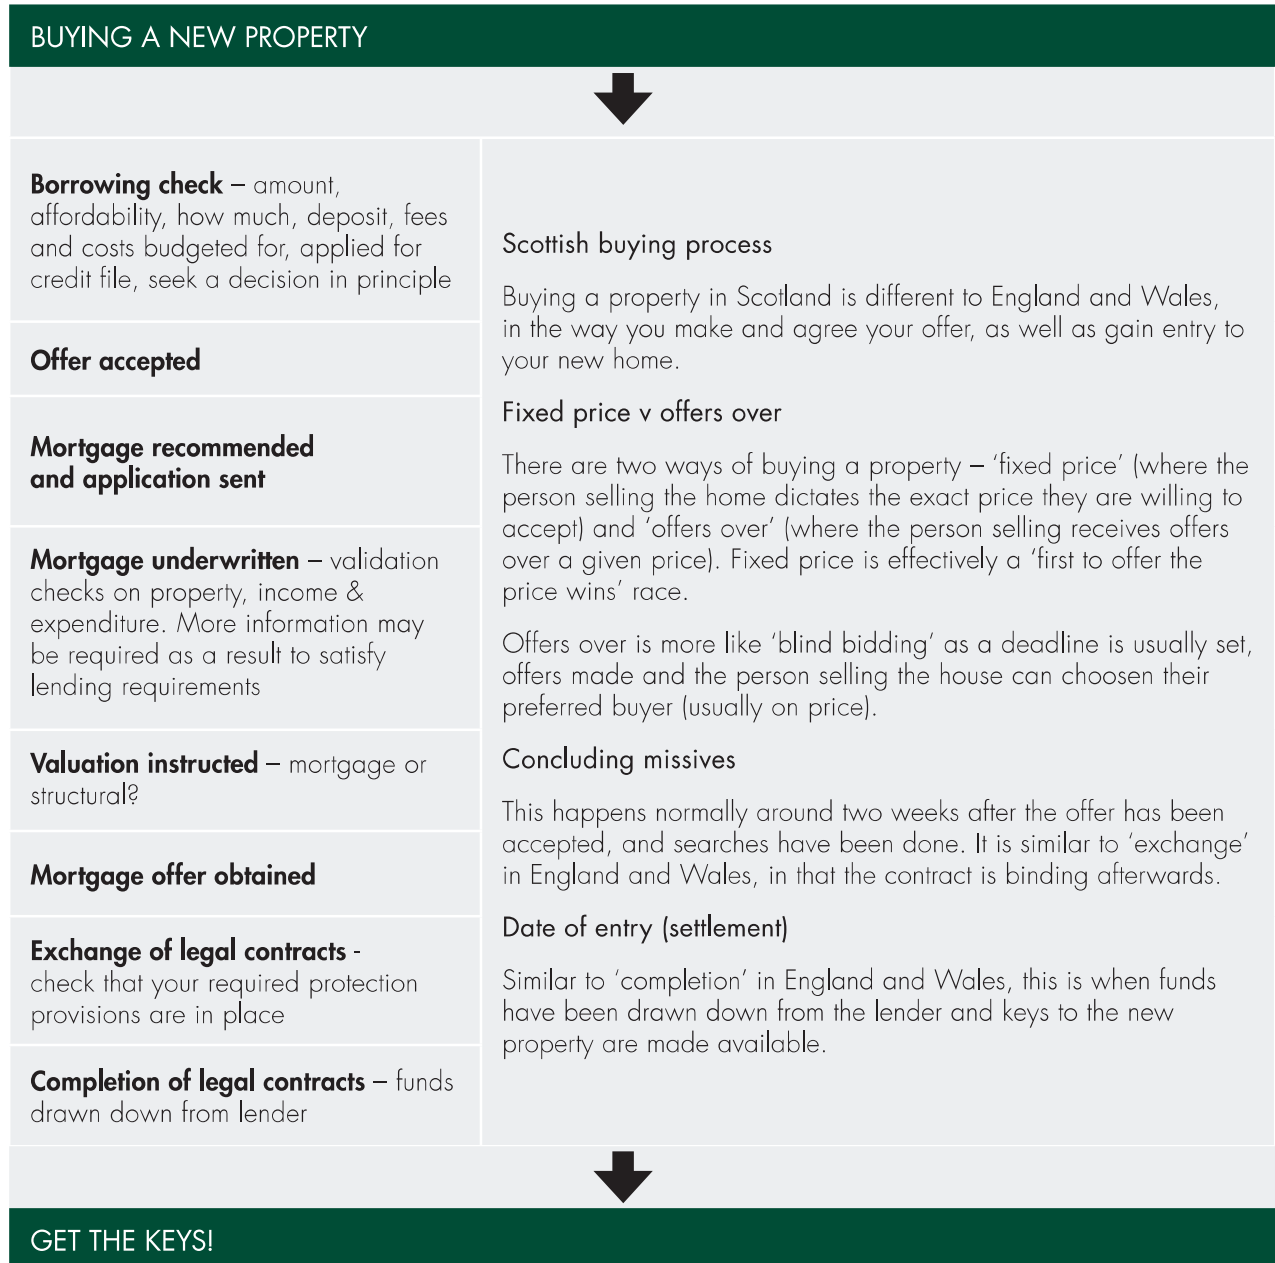 BUYING A NEW PROPERTY
Borrowing check – amount,
affordability, how much, deposit, fees
and costs budgeted for, applied for
credit file, seek a decision in principle
Offer accepted
Mortgage recommended
and application sent
Mortgage underwritten – validation
checks on property, income &
expenditure. More information may
be required as a result to satisfy
lending requirements
Valuation instructed – mortgage or
structural?
Mortgage offer obtained
Exchange of legal contracts -
check that your required protection
provisions are in place
Completion of legal contracts – funds
drawn down from lender
Scottish buying process
Buying a property in Scotland is different to England and Wales,
in the way you make and agree your offer, as well as gain entry to
your new home.
Fixed price v offers over
There are two ways of buying a property – ‘fixed price’ (where the
person selling the home dictates the exact price they are willing to
accept) and ‘offers over’ (where the person selling receives offers
over a given price). Fixed price is effectively a ‘first to offer the
price wins’ race.
Offers over is more like ‘blind bidding‘ as a deadline is usually set,
offers made and the person selling the house can choosen their
preferred buyer (usually on price).
Concluding missives
This happens normally around two weeks after the offer has been
accepted, and searches have been done. It is similar to ‘exchange’
in England and Wales, in that the contract is binding afterwards.
Date of entry (settlement)
Similar to ‘completion’ in England and Wales, this is when funds
have been drawn down from the lender and keys to the new
property are made available.
GET THE KEYS!